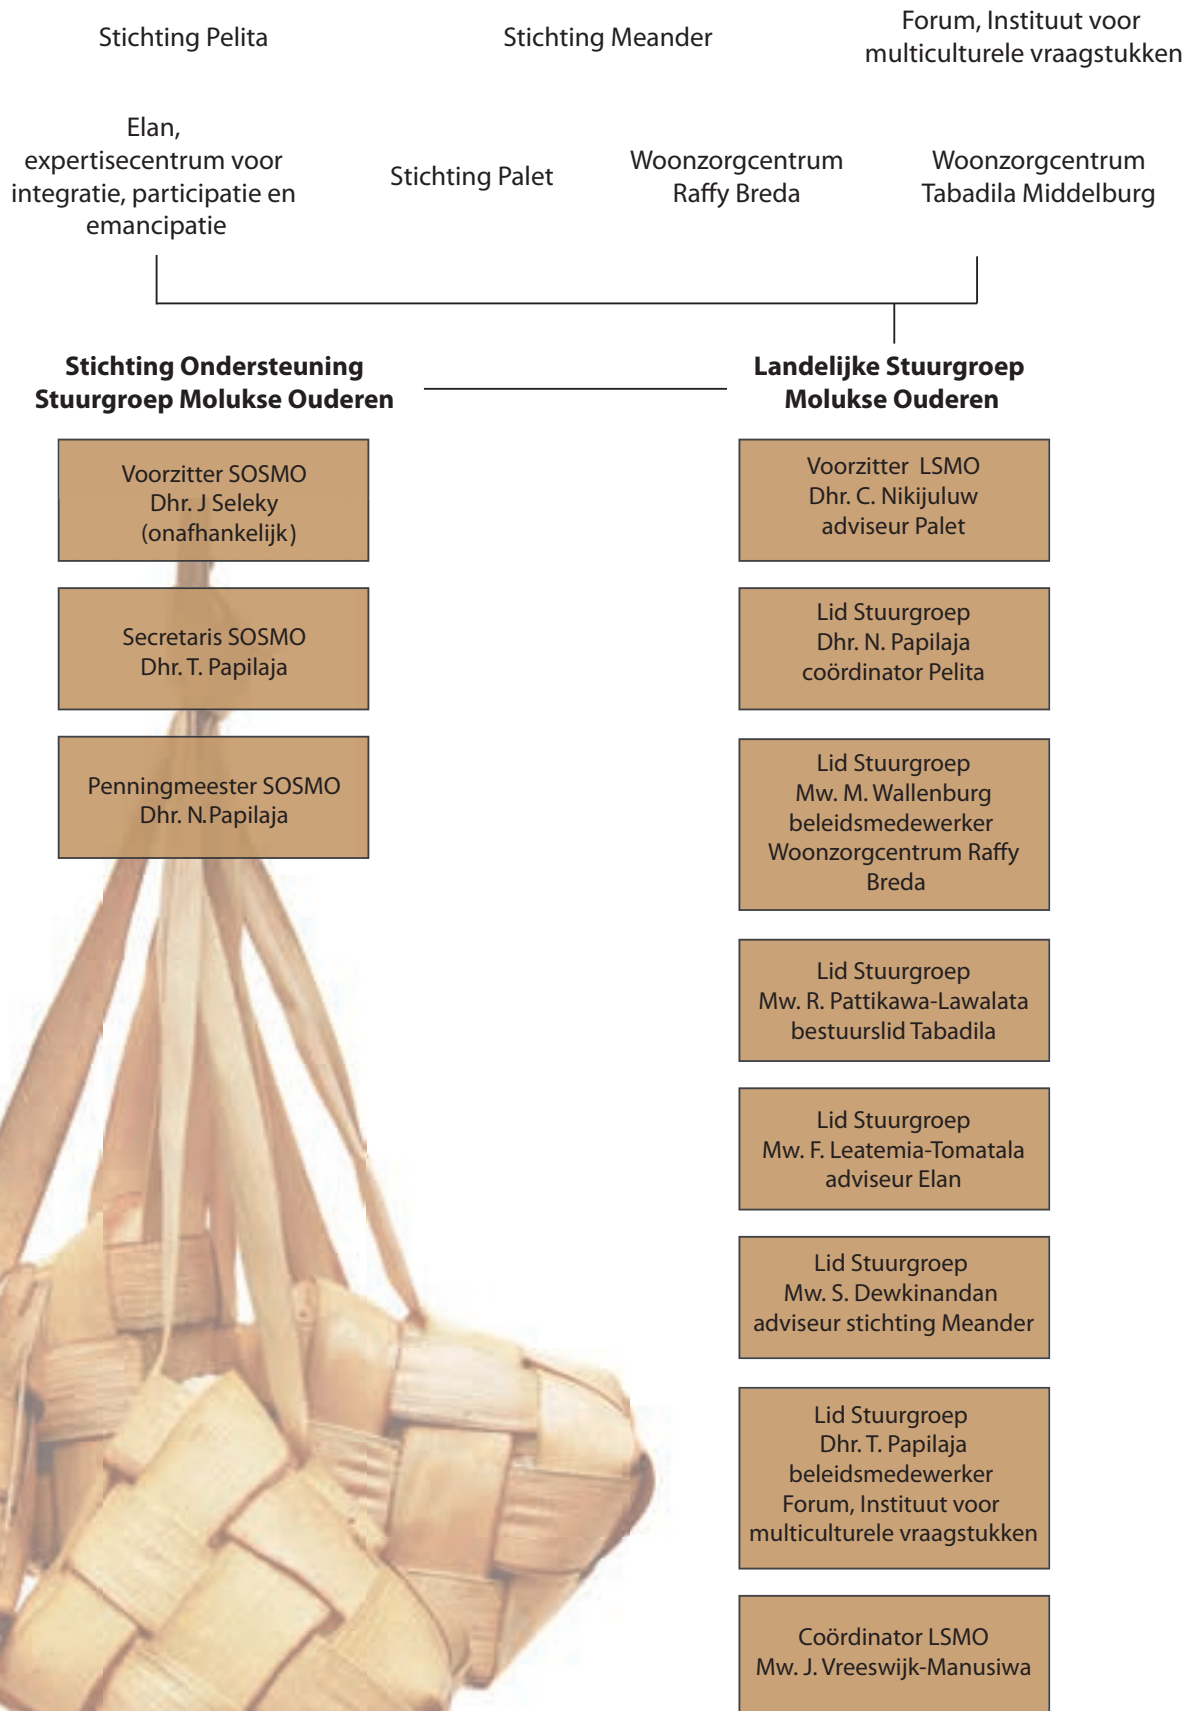 Stichting Pelita
Stichting Meander
Forum, Instituut voor
multiculturele vraagstukken
Elan,
expertisecentrum voor
integratie, participatie en
emancipatie
Stichting Palet
Woonzorgcentrum
Raffy Breda
Woonzorgcentrum
Tabadila Middelburg
Stichting Ondersteuning
Stuurgroep Molukse Ouderen
Voorzitter SOSMO
Dhr. J Seleky
(onafhankelijk)
Secretaris SOSMO
Dhr. T. Papilaja
Penningmeester SOSMO
Dhr. N.Papilaja
Landelijke Stuurgroep
Molukse Ouderen
Voorzitter LSMO
Dhr. C. Nikijuluw
adviseur Palet
Lid Stuurgroep
Dhr. N. Papilaja
coördinator Pelita
Lid Stuurgroep
Mw. M. Wallenburg
beleidsmedewerker
Woonzorgcentrum Raffy
Breda
Lid Stuurgroep
Mw. R. Pattikawa-Lawalata
bestuurslid Tabadila
Lid Stuurgroep
Mw. F. Leatemia-Tomatala
adviseur Elan
Lid Stuurgroep
Mw. S. Dewkinandan
adviseur stichting Meander
Lid Stuurgroep
Dhr. T. Papilaja
beleidsmedewerker
Forum, Instituut voor
multiculturele vraagstukken
Coördinator LSMO
Mw. J. Vreeswijk-Manusiwa